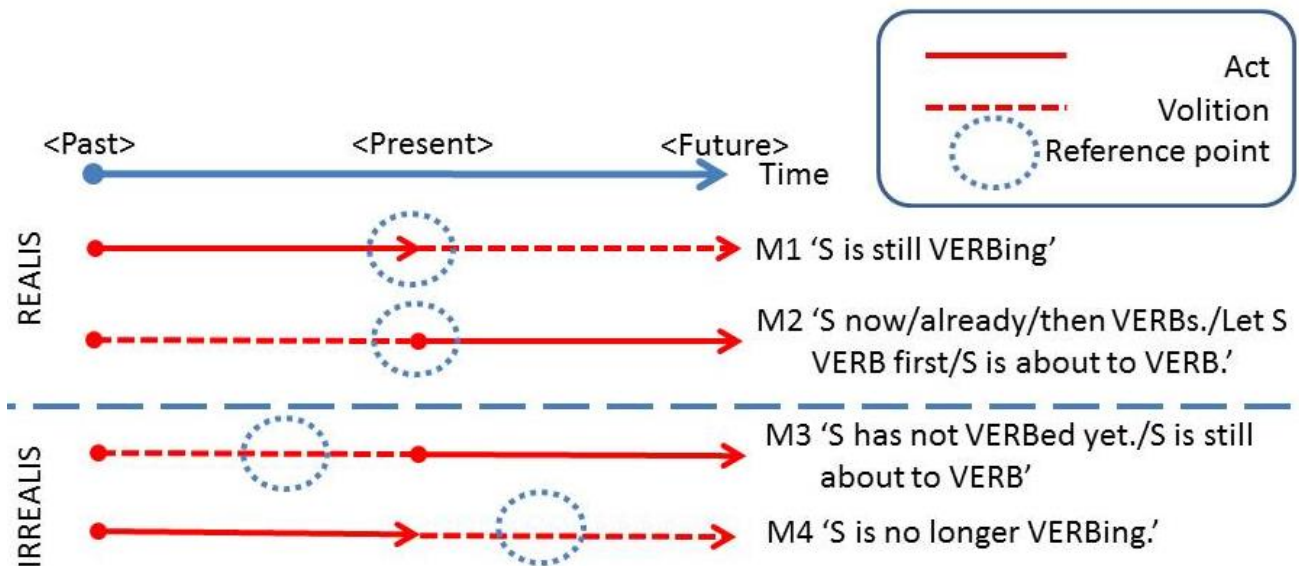 Act
Volition
Reference point
<Past> <Present> <Future>
Time
REALIS
M1 ‘S is still VERBing’
M2 ‘S now/already/then VERBs./Let S
VERB first/S is about to VERB.’
IRREALIS
M3 ‘S has not VERBed yet./S is still
about to VERB’
M4 ‘S is no longer VERBing.’